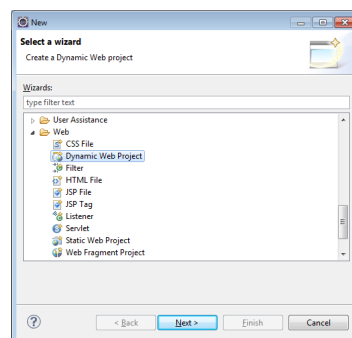 New
Select a wizard
Create a Dynamic Web project
Wizards:
type filter text
User Assistance
Web
CSS File
Dynamic Web Project
Filter
HTML File
JSP File
JSP Tag
Listener
Servlet
Static Web Project
Web Fragment Project
< Back Next > Finish Cancel